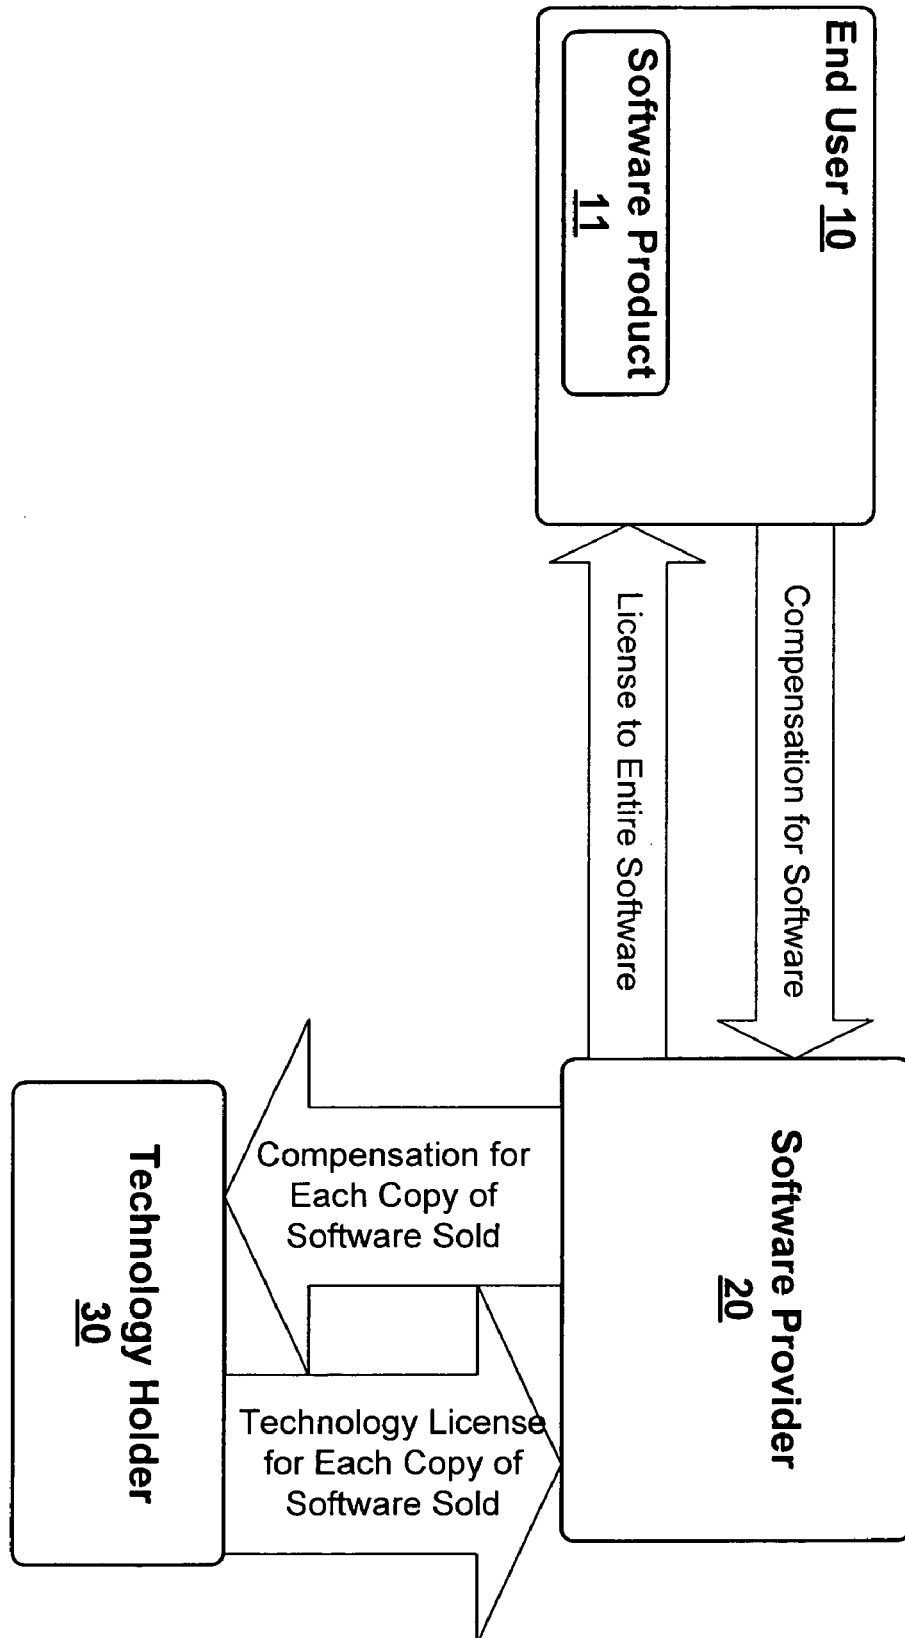 End User 10
Software Product
11
Compensation for Software
License to Entire Software
Software Provider
20
Compensation for
Each Copy of
Software Sold
Technology License
for Each Copy of
Software Sold
Technology Holder
30